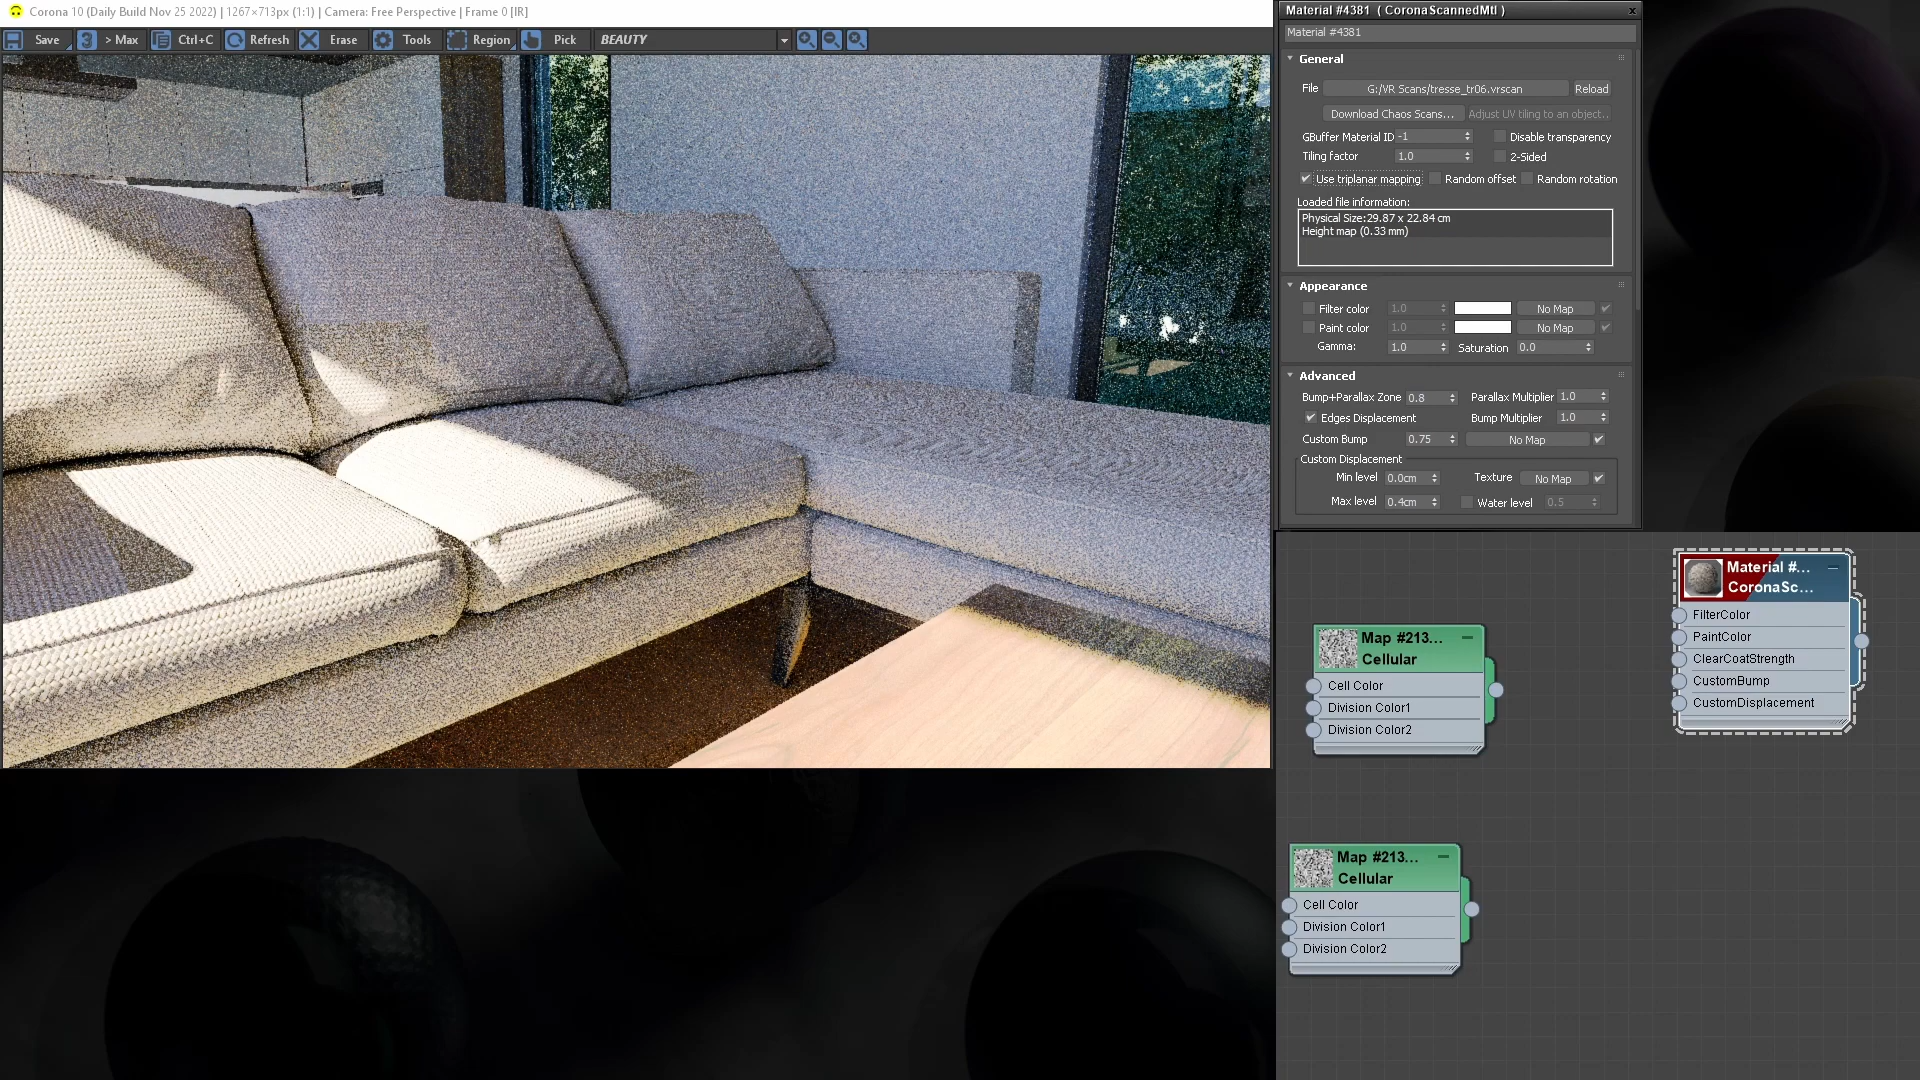 Corona 10 (Daily Build Nov 25 2022) | 1267×713px (1:1) | Camera: Free Perspective | Frame 0 [IR]
Save 3 > Max Ctrl+C Refresh Erase Tools Region Pick BEAUTY
Material #4381 ( CoronaScannedMtl ) x
Material #4381
General
File G:/VR Scans/tresse_tr06.vrscan Reload
Download Chaos Scans... Adjust UV tiling to an object..
GBuffer Material ID -1 Disable transparency
Tiling factor 1.0 2-Sided
Use triplanar mapping Random offset Random rotation
Loaded file information:
Physical Size:29.87 x 22.84 cm
Height map (0.33 mm)
Appearance
Filter color 1.0 No Map
Paint color 1.0 No Map
Gamma: 1.0 Saturation 0.0
Advanced
Bump+Parallax Zone 0.8 Parallax Multiplier 1.0
Edges Displacement Bump Multiplier 1.0
Custom Bump 0.75 No Map
Custom Displacement
Min level 0.0cm Texture No Map
Max level 0.4cm Water level 0.5
Material #...
CoronaSc...
FilterColor
PaintColor
ClearCoatStrength
CustomBump
CustomDisplacement
Map #213...
Cellular
Cell Color
Division Color1
Division Color2
Map #213...
Cellular
Cell Color
Division Color1
Division Color2